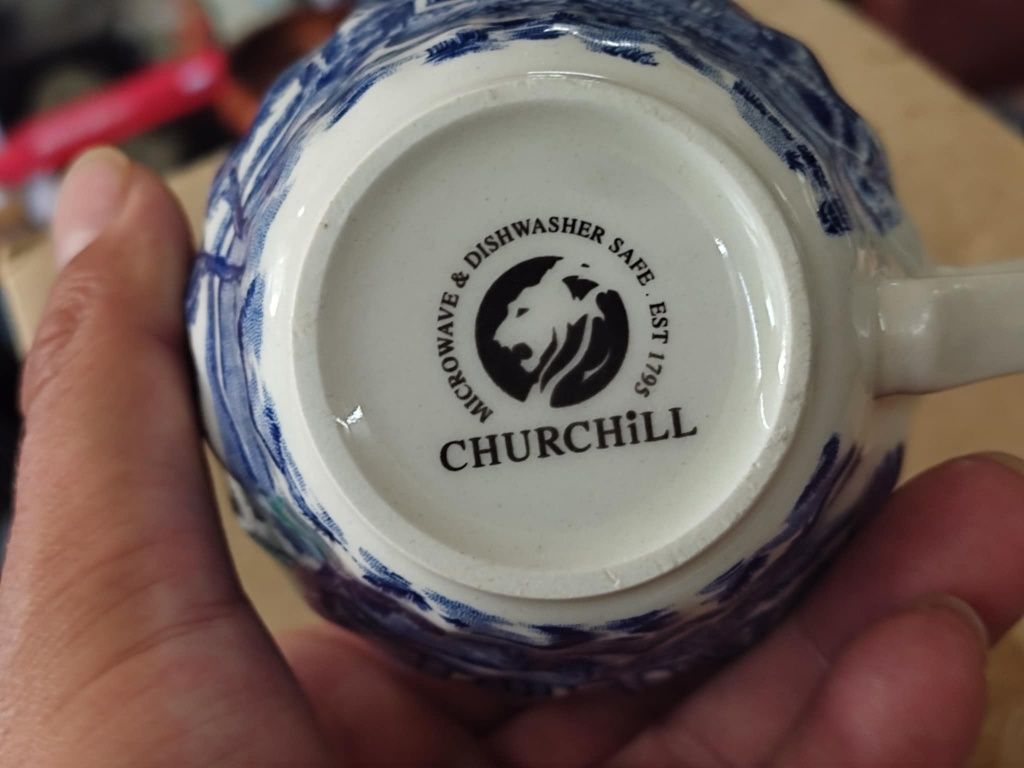 MICROWAVE & DISHWASHER SAFE . EST 1795
CHURCHiLL